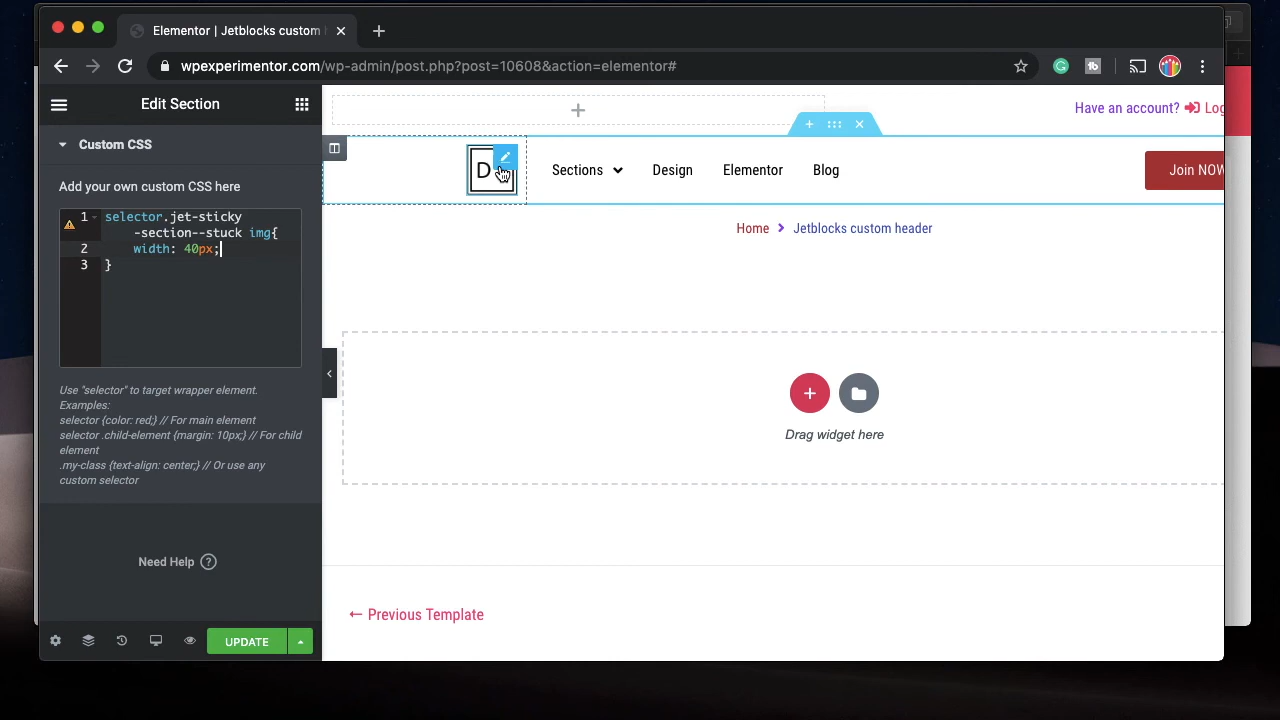 Elementor | Jetblocks custom
wpexperimentor.com/wp-admin/post.php?post=10608&action=elementor#
Edit Section
Custom CSS
Add your own custom CSS here
1 selector.jet-sticky
-section--stuck img{
2 width: 40px;
3 }
Use "selector" to target wrapper element.
Examples:
selector {color: red;} // For main element
selector .child-element {margin: 10px;} // For child
element
.my-class {text-align: center;} // Or use any
custom selector
Need Help ?
UPDATE
Have an account? Log
D
Sections Design Elementor Blog
Join NOW
Home Jetblocks custom header
Drag widget here
← Previous Template